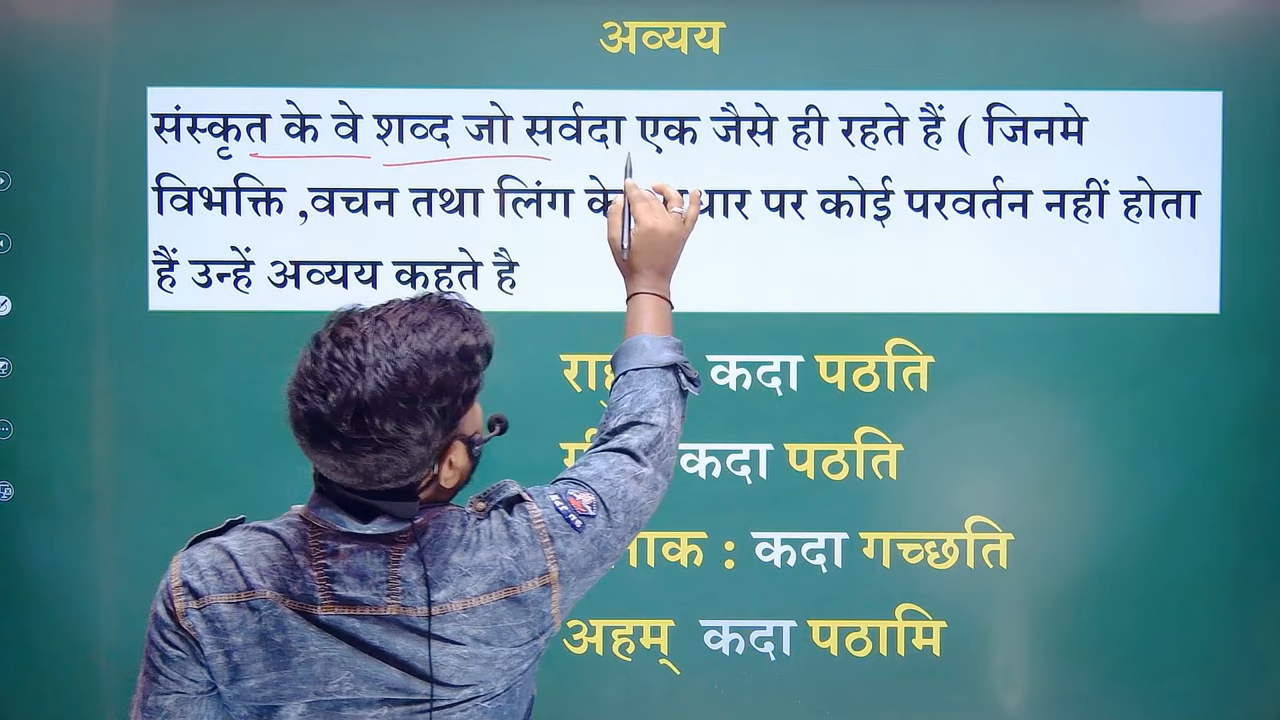 अव्यय
संस्कृत के वे शव्द जो सर्वदा एक जैसे ही रहते हैं ( जिनमे
विभक्ति ,वचन तथा लिंग के पर कोई परवर्तन नहीं होता
हैं उन्हें अव्यय कहते है
कदा पठति
कदा पठति
कदा गच्छति
अहम् कदा पठामि